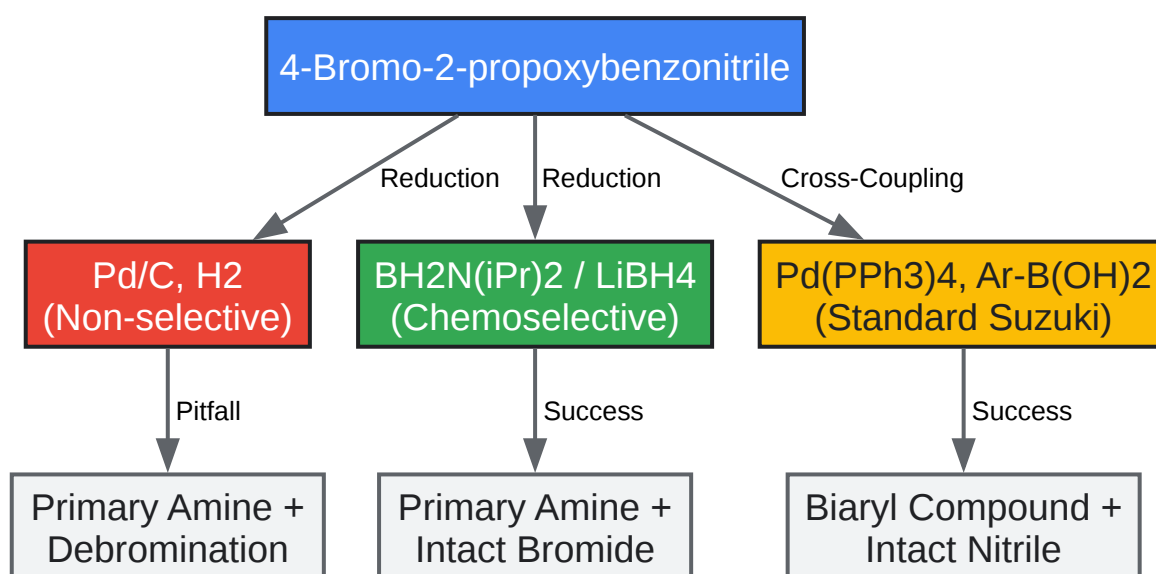 4-Bromo-2-propoxybenzonitrile
Reduction
Reduction
Cross-Coupling
Pd/C, H2
(Non-selective)
BH2N(iPr)2 / LiBH4
(Chemoselective)
Pd(PPh3)4, Ar-B(OH)2
(Standard Suzuki)
Pitfall
Success
Success
Primary Amine +
Debromination
Primary Amine +
Intact Bromide
Biaryl Compound +
Intact Nitrile